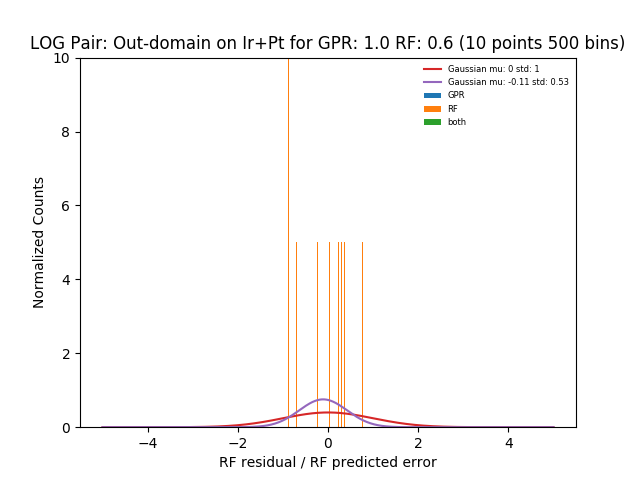 LOG Pair: Out-domain on Ir+Pt for GPR: 1.0 RF: 0.6 (10 points 500 bins)
Gaussian mu: 0 std: 1
Gaussian mu: -0.11 std: 0.53
GPR
RF
both
10
8
6
4
2
0
Normalized Counts
−4
−2
0
2
4
RF residual / RF predicted error